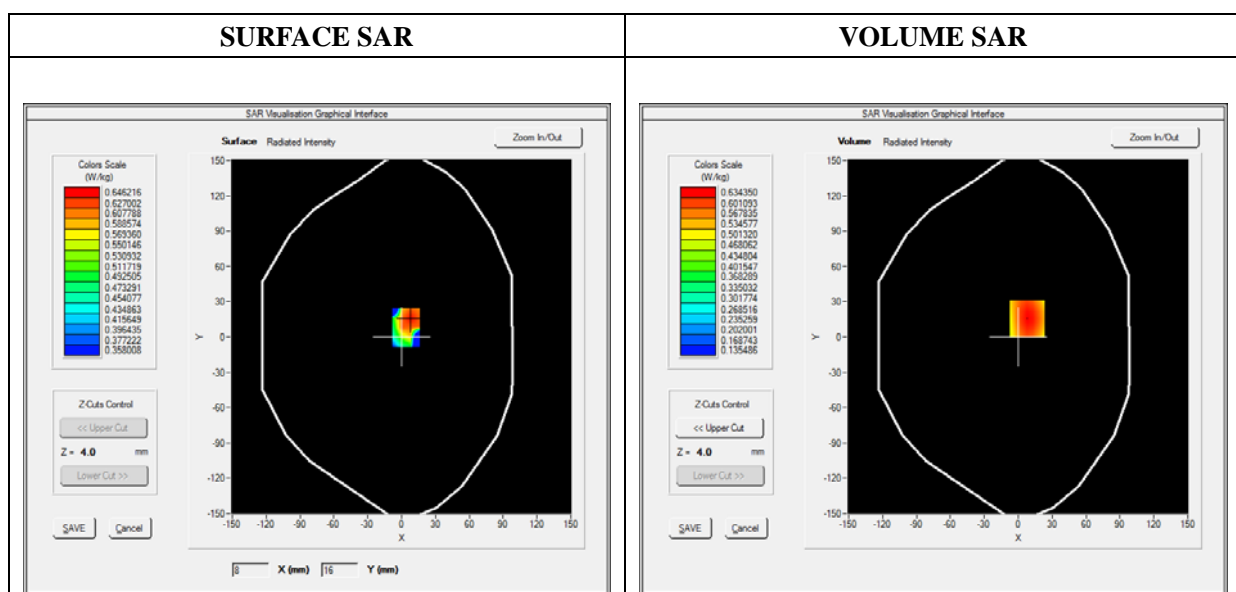 SURFACE SAR
VOLUME SAR
SAR Visualisation Graphical Interface
Surface Radiated Intensity
Zoom In/Out
Colors Scale
(W/kg)
0.646216
0.627002
0.607788
0.588574
0.569360
0.550146
0.530932
0.511719
0.492505
0.473291
0.454077
0.434863
0.415649
0.396435
0.377222
0.358008
Z-Cuts Control
<< Upper Cut
Z = 4.0 mm
Lower Cut >>
SAVE
Cancel
150
120
90
60
30
0
-30
-60
-90
-120
-150
Y
-150 -120 -90 -60 -30 0 30 60 90 120 150
X
8 X (mm) 16 Y (mm)
SAR Visualisation Graphical Interface
Volume Radiated Intensity
Zoom In/Out
Colors Scale
(W/kg)
0.634350
0.601093
0.567835
0.534577
0.501320
0.468062
0.434804
0.401547
0.368289
0.335032
0.301774
0.268516
0.235259
0.202001
0.168743
0.135486
Z-Cuts Control
<< Upper Cut
Z = 4.0 mm
Lower Cut >>
SAVE
Cancel
150
120
90
60
30
0
-30
-60
-90
-120
-150
Y
-150 -120 -90 -60 -30 0 30 60 90 120 150
X